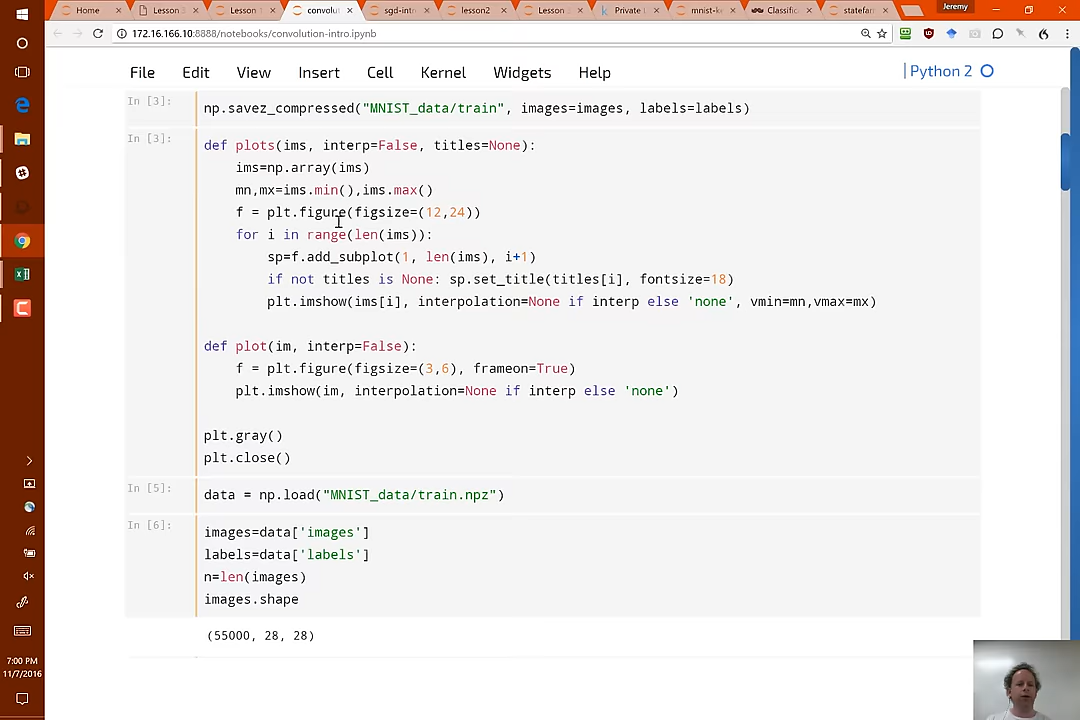 Home
Lesson 3
Lesson 1
convolut
sgd-intro
lesson2
Lesson
Private L
mnist-ke
Classific
statefarm
Jeremy
172.16.166.10:8888/notebooks/convolution-intro.ipynb
File Edit View Insert Cell Kernel Widgets Help
Python 2
In [3]:
np.savez_compressed("MNIST_data/train", images=images, labels=labels)
In [3]:
def plots(ims, interp=False, titles=None):
ims=np.array(ims)
mn,mx=ims.min(),ims.max()
f = plt.figure(figsize=(12,24))
for i in range(len(ims)):
sp=f.add_subplot(1, len(ims), i+1)
if not titles is None: sp.set_title(titles[i], fontsize=18)
plt.imshow(ims[i], interpolation=None if interp else 'none', vmin=mn,vmax=mx)
def plot(im, interp=False):
f = plt.figure(figsize=(3,6), frameon=True)
plt.imshow(im, interpolation=None if interp else 'none')
plt.gray()
plt.close()
In [5]:
data = np.load("MNIST_data/train.npz")
In [6]:
images=data['images']
labels=data['labels']
n=len(images)
images.shape
(55000, 28, 28)
7:00 PM
11/7/2016